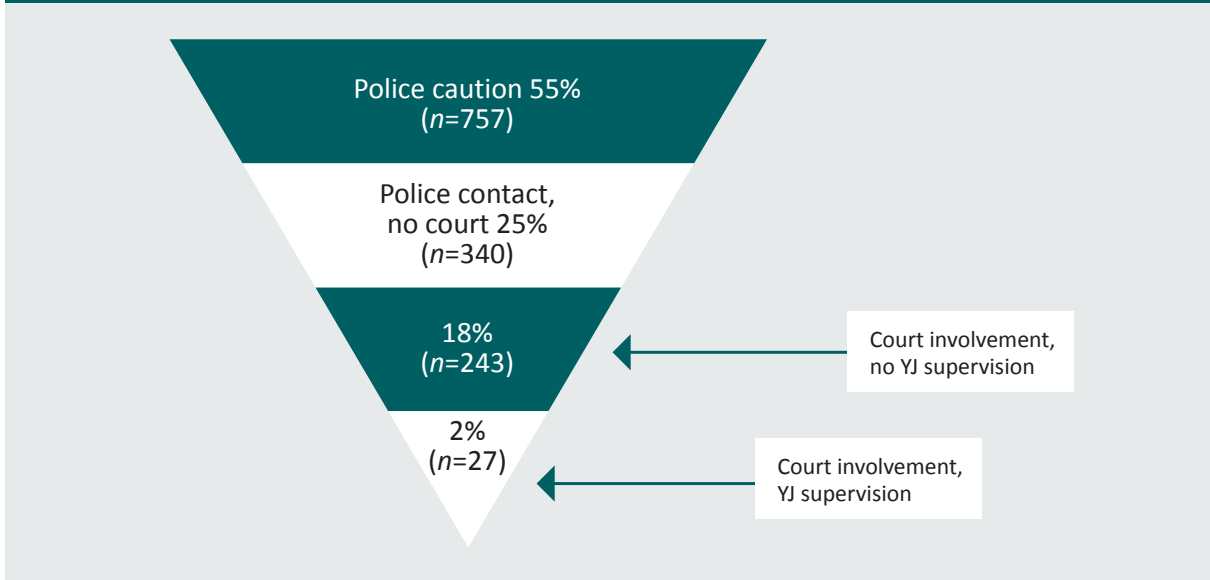 Police caution 55%
(n=757)
Police contact,
no court 25%
(n=340)
18%
(n=243)
Court involvement,
no YJ supervision
2%
(n=27)
Court involvement,
YJ supervision